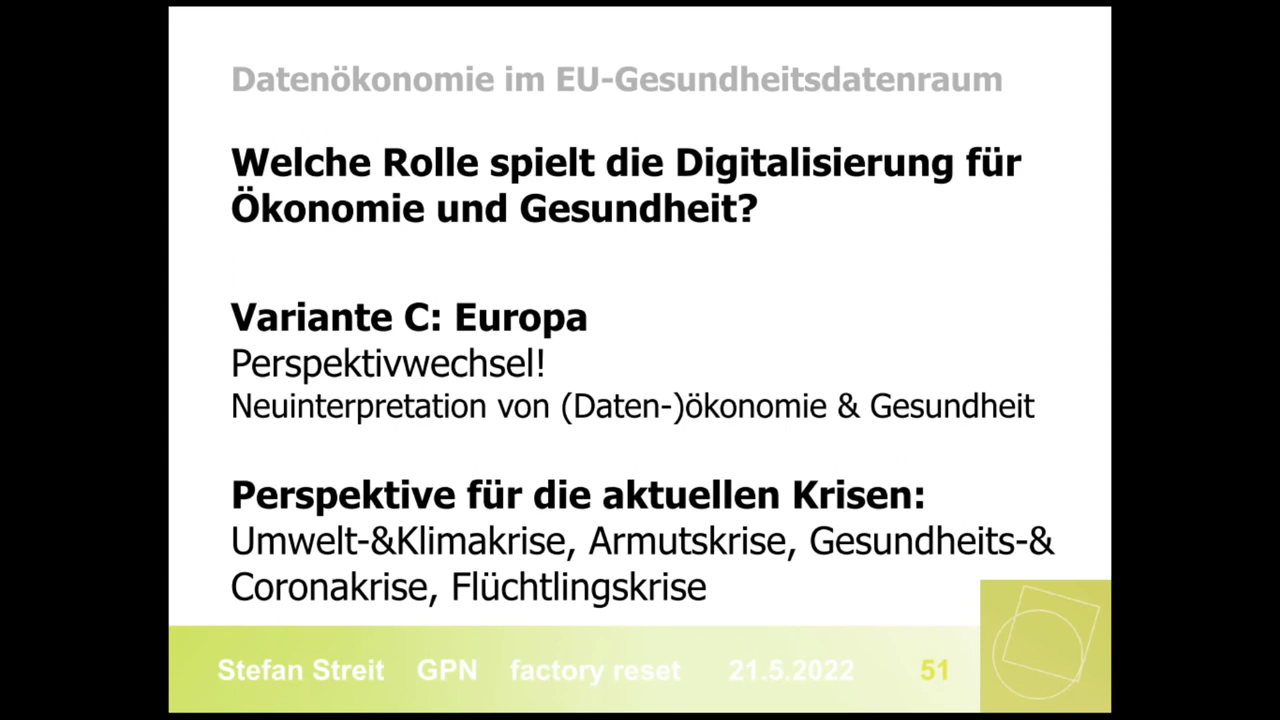 Datenökonomie im EU-Gesundheitsdatenraum
Welche Rolle spielt die Digitalisierung für
Ökonomie und Gesundheit?
Variante C: Europa
Perspektivwechsel!
Neuinterpretation von (Daten-)ökonomie & Gesundheit
Perspektive für die aktuellen Krisen:
Umwelt-&Klimakrise, Armutskrise, Gesundheits-&
Coronakrise, Flüchtlingskrise
Stefan Streit GPN factory reset 21.5.2022 51